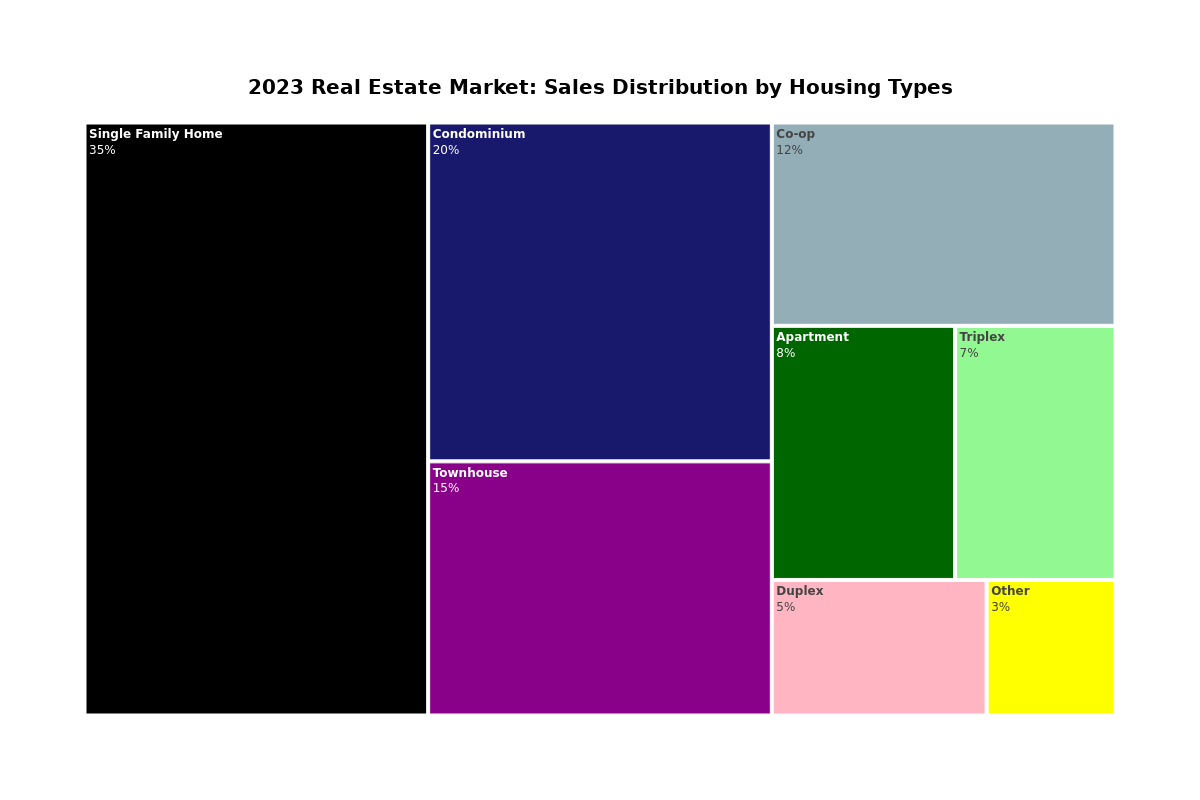 2023 Real Estate Market: Sales Distribution by Housing Types
Single Family Home
35%
Condominium
20%
Townhouse
15%
Co-op
12%
Apartment
8%
Triplex
7%
Duplex
5%
Other
3%